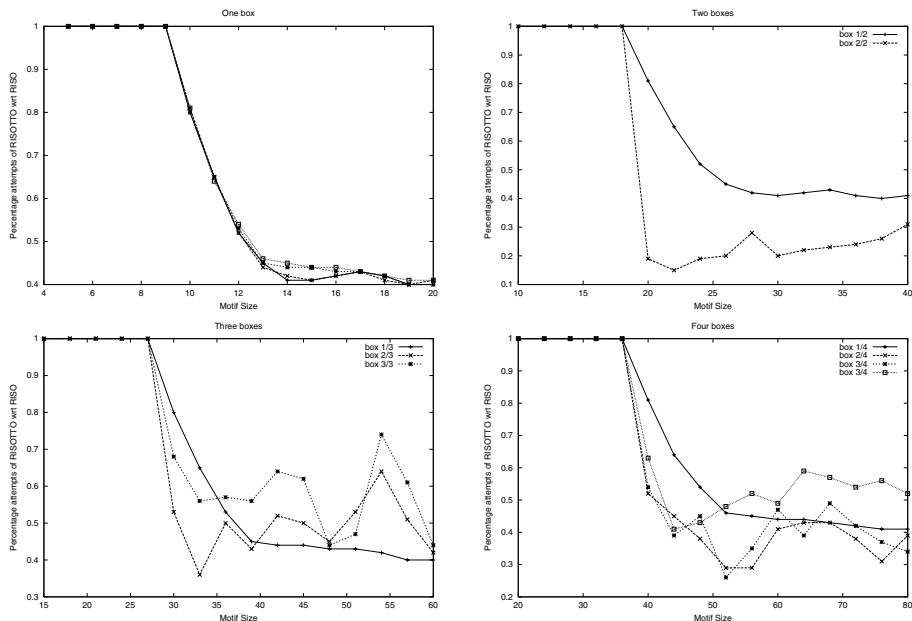 One box
Percentage attempts of RISOTTO wrt RISO
1
0.9
0.8
0.7
0.6
0.5
0.4
4 6 8 10 12 14 16 18 20
Motif Size
Two boxes
box 1/2
box 2/2
Percentage attempts of RISOTTO wrt RISO
1
0.9
0.8
0.7
0.6
0.5
0.4
0.3
0.2
0.1
10 15 20 25 30 35 40
Motif Size
Three boxes
box 1/3
box 2/3
box 3/3
Percentage attempts of RISOTTO wrt RISO
1
0.9
0.8
0.7
0.6
0.5
0.4
0.3
15 20 25 30 35 40 45 50 55 60
Motif Size
Four boxes
box 1/4
box 2/4
box 3/4
box 3/4
Percentage attempts of RISOTTO wrt RISO
1
0.9
0.8
0.7
0.6
0.5
0.4
0.3
0.2
20 30 40 50 60 70 80
Motif Size